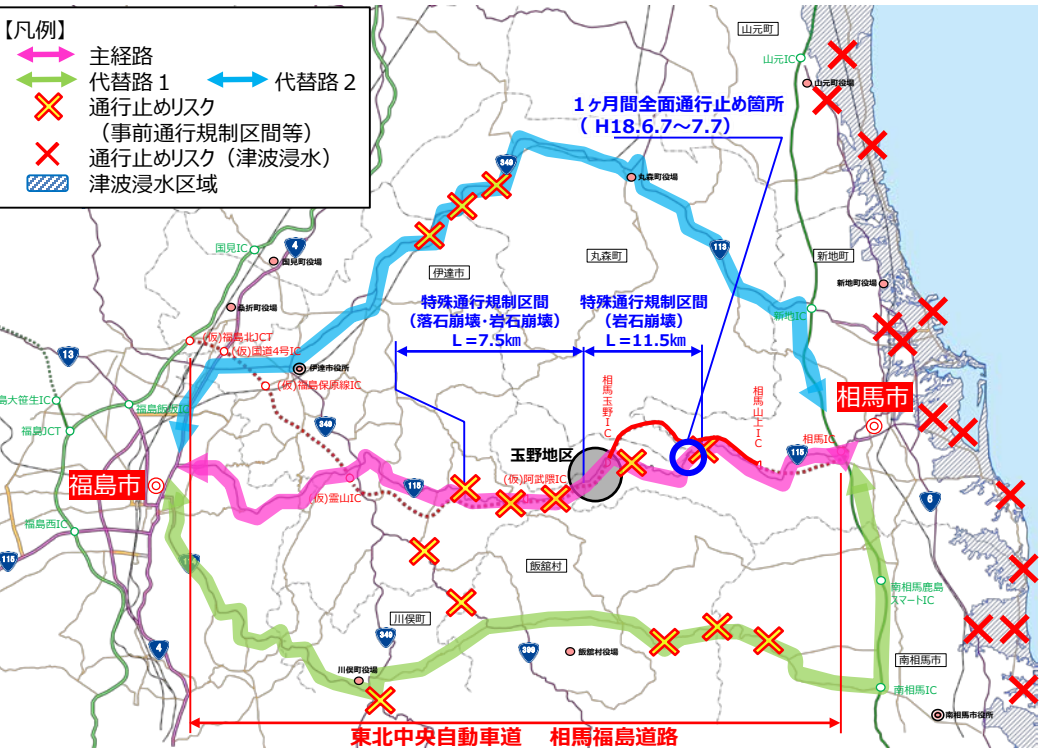 【凡例】
主経路
代替路１
代替路２
通行止めリスク
（事前通行規制区間等）
通行止めリスク（津波浸水）
津波浸水区域
山元町
山元IC
山元町役場
1ヶ月間全面通行止め箇所
（ H18.6.7～7.7）
349
丸森町役場
国見IC
4
国見町役場
伊達市
丸森町
113
新地町
新地町役場
桑折町役場
特殊通行規制区間
（落石崩壊・岩石崩壊）
L＝7.5㎞
特殊通行規制区間
（岩石崩壊）
L＝11.5㎞
新地IC
(仮)福島北JCT
(仮)国道4号IC
13
伊達市役所
(仮)福島保原線IC
福島大笹生IC
福島飯坂IC
福島JCT
349
相馬玉野IC
相馬山上IC
相馬市
相馬IC
115
玉野地区
(仮)阿武隈IC
福島市
(仮)霊山IC
115
6
福島西IC
115
飯舘村
南相馬鹿島
スマートIC
川俣町
349
4
399
飯舘村役場
川俣町役場
南相馬市
南相馬IC
南相馬市役所
東北中央自動車道　相馬福島道路